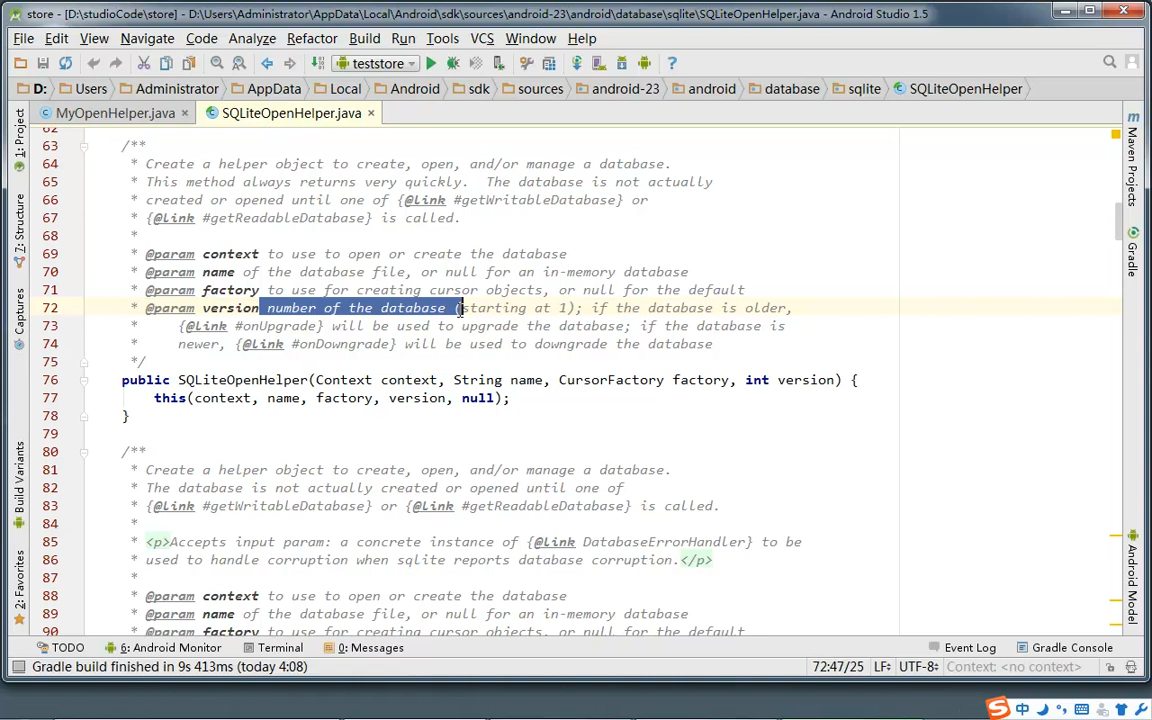 store - [D:\studioCode\store] - D:\Users\Administrator\AppData\Local\Android\sdk\sources\android-23\android\database\sqlite\SQLiteOpenHelper.java - Android Studio 1.5
File Edit View Navigate Code Analyze Refactor Build Run Tools VCS Window Help
teststore
D: Users Administrator AppData Local Android sdk sources android-23 android database sqlite SQLiteOpenHelper
MyOpenHelper.java × SQLiteOpenHelper.java ×
62
63 /**
64 * Create a helper object to create, open, and/or manage a database.
65 * This method always returns very quickly. The database is not actually
66 * created or opened until one of {@link #getWritableDatabase} or
67 * {@link #getReadableDatabase} is called.
68 *
69 * @param context to use to open or create the database
70 * @param name of the database file, or null for an in-memory database
71 * @param factory to use for creating cursor objects, or null for the default
72 * @param version number of the database (starting at 1); if the database is older,
73 * {@link #onUpgrade} will be used to upgrade the database; if the database is
74 * newer, {@link #onDowngrade} will be used to downgrade the database
75 */
76 public SQLiteOpenHelper(Context context, String name, CursorFactory factory, int version) {
77 this(context, name, factory, version, null);
78 }
79
80 /**
81 * Create a helper object to create, open, and/or manage a database.
82 * The database is not actually created or opened until one of
83 * {@link #getWritableDatabase} or {@link #getReadableDatabase} is called.
84 *
85 * <p>Accepts input param: a concrete instance of {@link DatabaseErrorHandler} to be
86 * used to handle corruption when sqlite reports database corruption.</p>
87 *
88 * @param context to use to open or create the database
89 * @param name of the database file, or null for an in-memory database
90 * @param factory to use for creating cursor objects, or null for the default
1: Project
7: Structure
Captures
Build Variants
2: Favorites
Maven Projects
Gradle
Android Model
TODO 6: Android Monitor Terminal 0: Messages Event Log Gradle Console
Gradle build finished in 9s 413ms (today 4:08) 72:47/25 LF÷ UTF-8÷ Context: <no context>
中